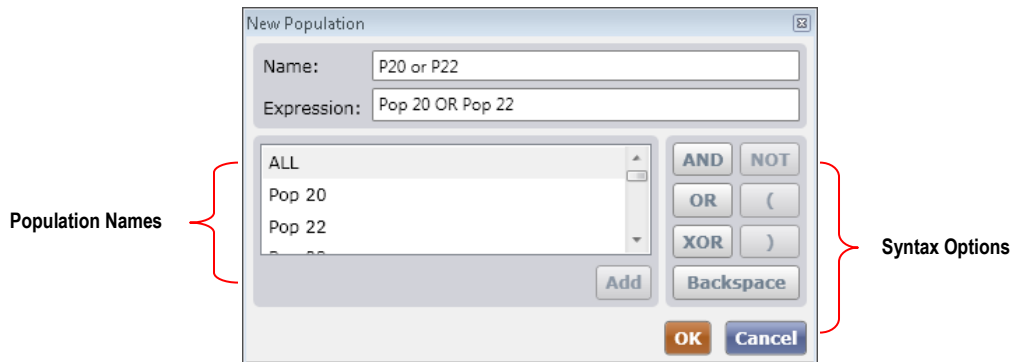 New Population
Name: P20 or P22
Expression: Pop 20 OR Pop 22
ALL
Pop 20
Pop 22
Add
AND NOT
OR (
XOR )
Backspace
OK Cancel
Population Names
Syntax Options